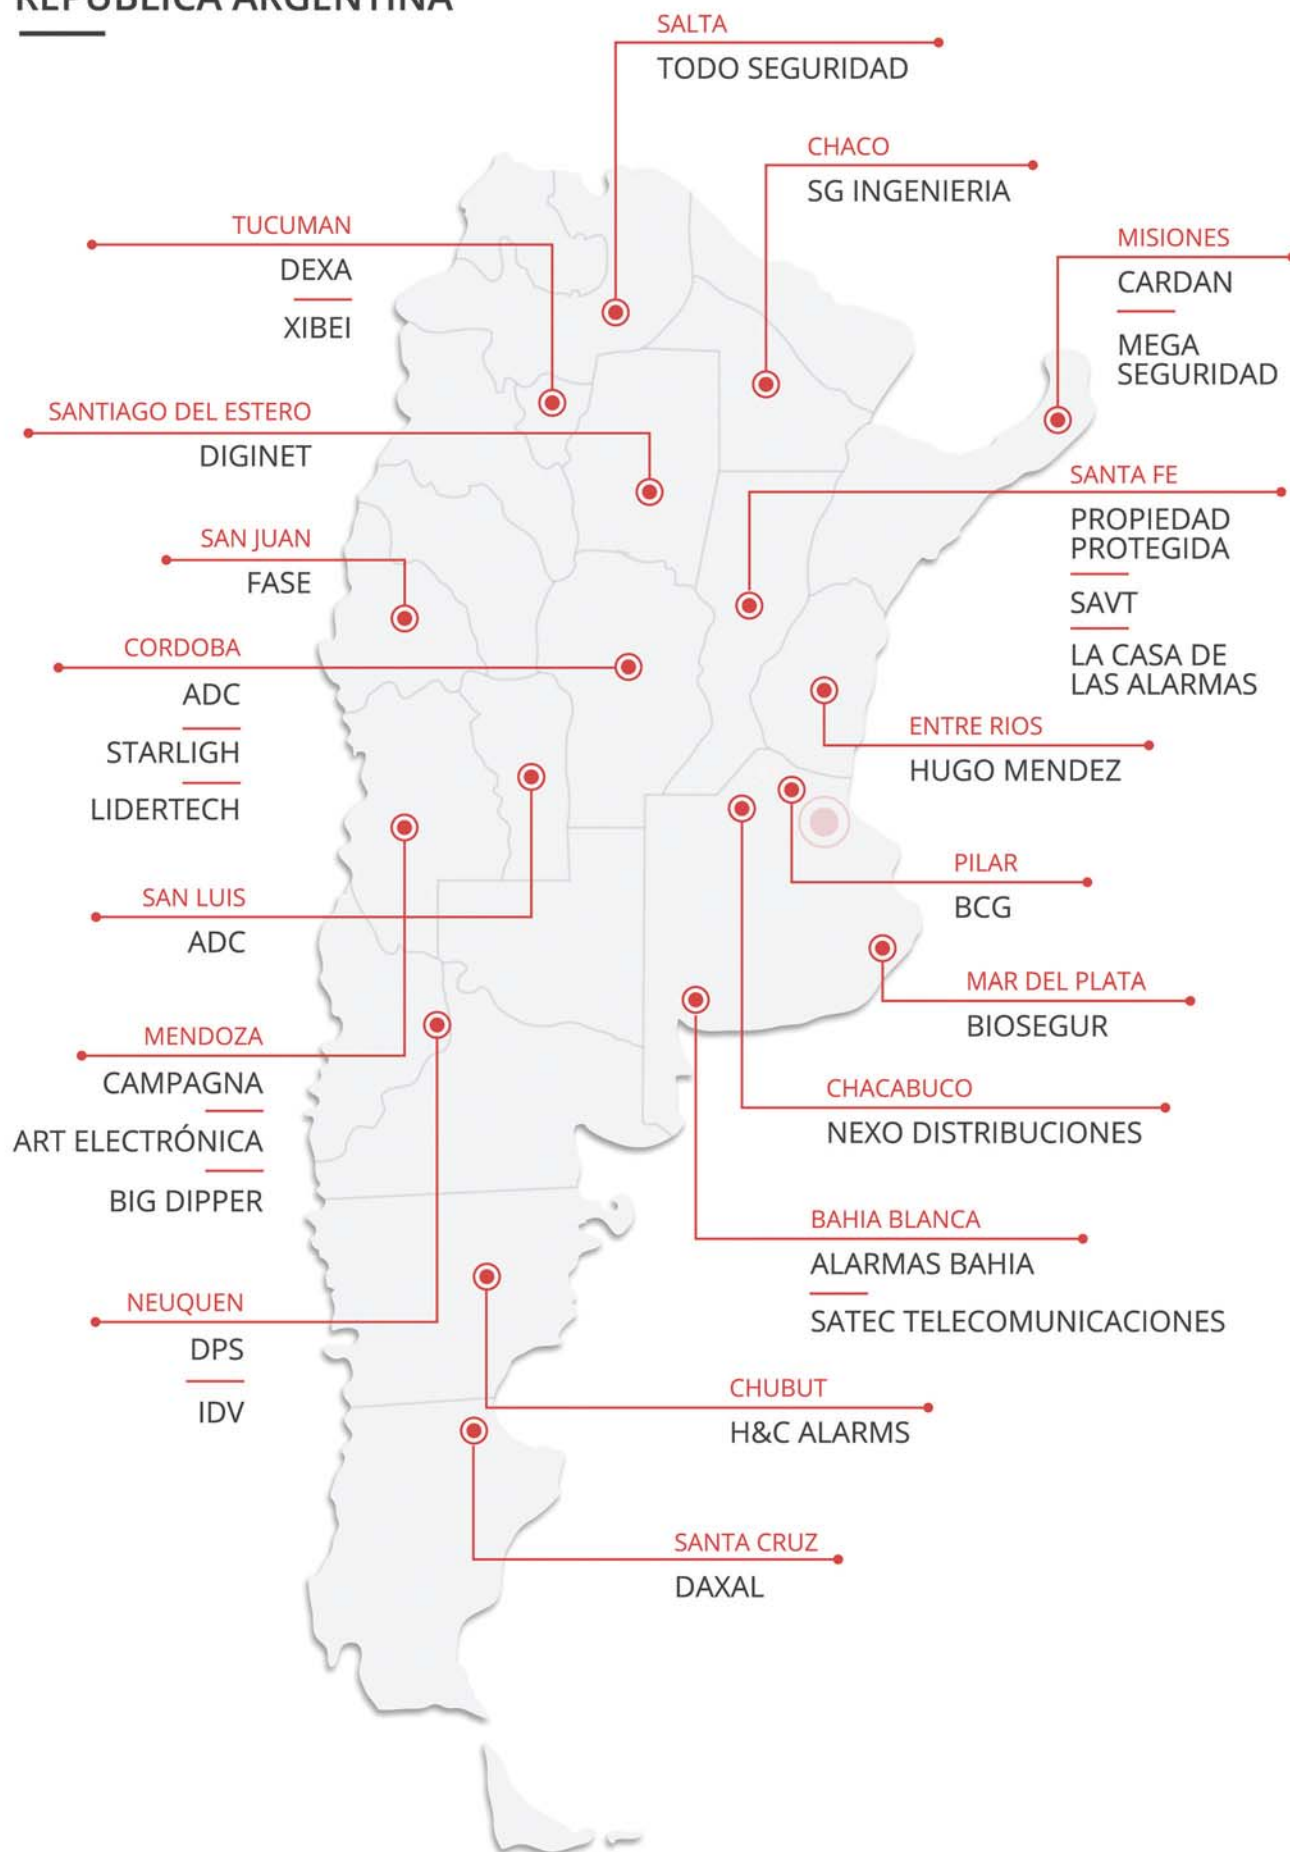 REPÚBLICA ARGENTINA
SALTA
TODO SEGURIDAD
CHACO
SG INGENIERIA
TUCUMAN
DEXA
XIBEI
MISIONES
CARDAN
MEGA
SEGURIDAD
SANTIAGO DEL ESTERO
DIGINET
SANTA FE
PROPIEDAD
PROTEGIDA
SAVT
LA CASA DE
LAS ALARMAS
SAN JUAN
FASE
CORDOBA
ADC
STARLIGH
LIDERTECH
ENTRE RIOS
HUGO MENDEZ
PILAR
BCG
SAN LUIS
ADC
MAR DEL PLATA
BIOSEGUR
MENDOZA
CAMPAGNA
ART ELECTRÓNICA
BIG DIPPER
CHACABUCO
NEXO DISTRIBUCIONES
BAHIA BLANCA
ALARMAS BAHIA
SATEC TELECOMUNICACIONES
NEUQUEN
DPS
IDV
CHUBUT
H&C ALARMS
SANTA CRUZ
DAXAL